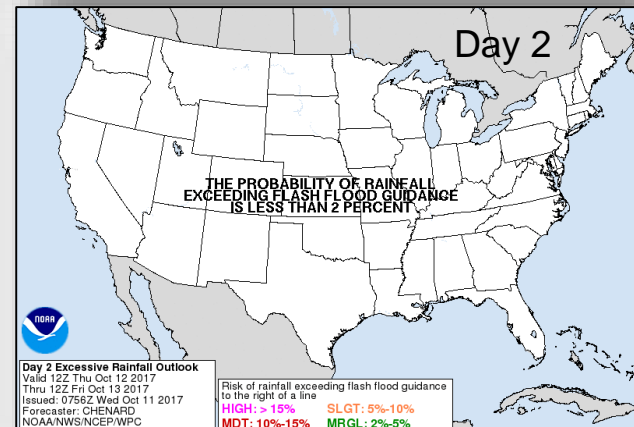 Day 2
THE PROBABILITY OF RAINFALL
EXCEEDING FLASH FLOOD GUIDANCE
IS LESS THAN 2 PERCENT
NOAA
Day 2 Excessive Rainfall Outlook
Valid 12Z Thu Oct 12 2017
Thru 12Z Fri Oct 13 2017
Issued: 0756Z Wed Oct 11 2017
Forecaster: CHENARD
NOAA/NWS/NCEP/WPC
Risk of rainfall exceeding flash flood guidance
to the right of a line
HIGH: > 15% SLGT: 5%-10%
MDT: 10%-15% MRGL: 2%-5%